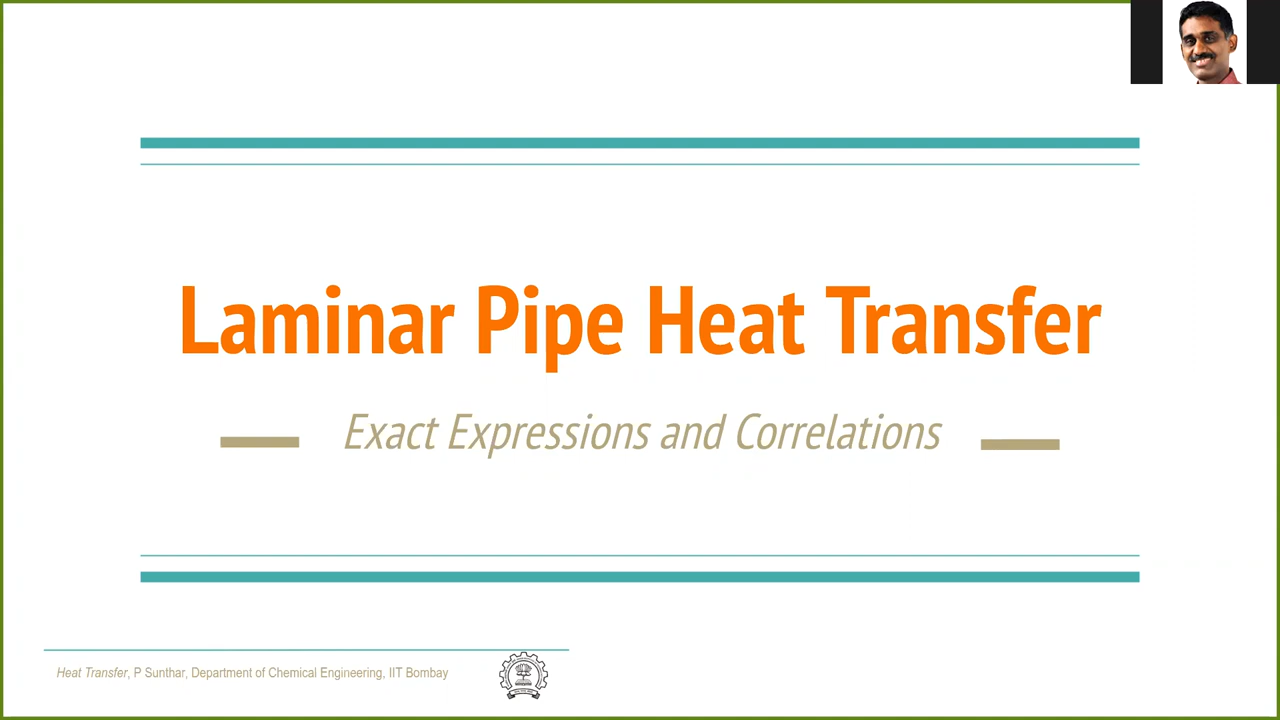 Laminar Pipe Heat Transfer
Exact Expressions and Correlations
Heat Transfer, P Sunthar, Department of Chemical Engineering, IIT Bombay